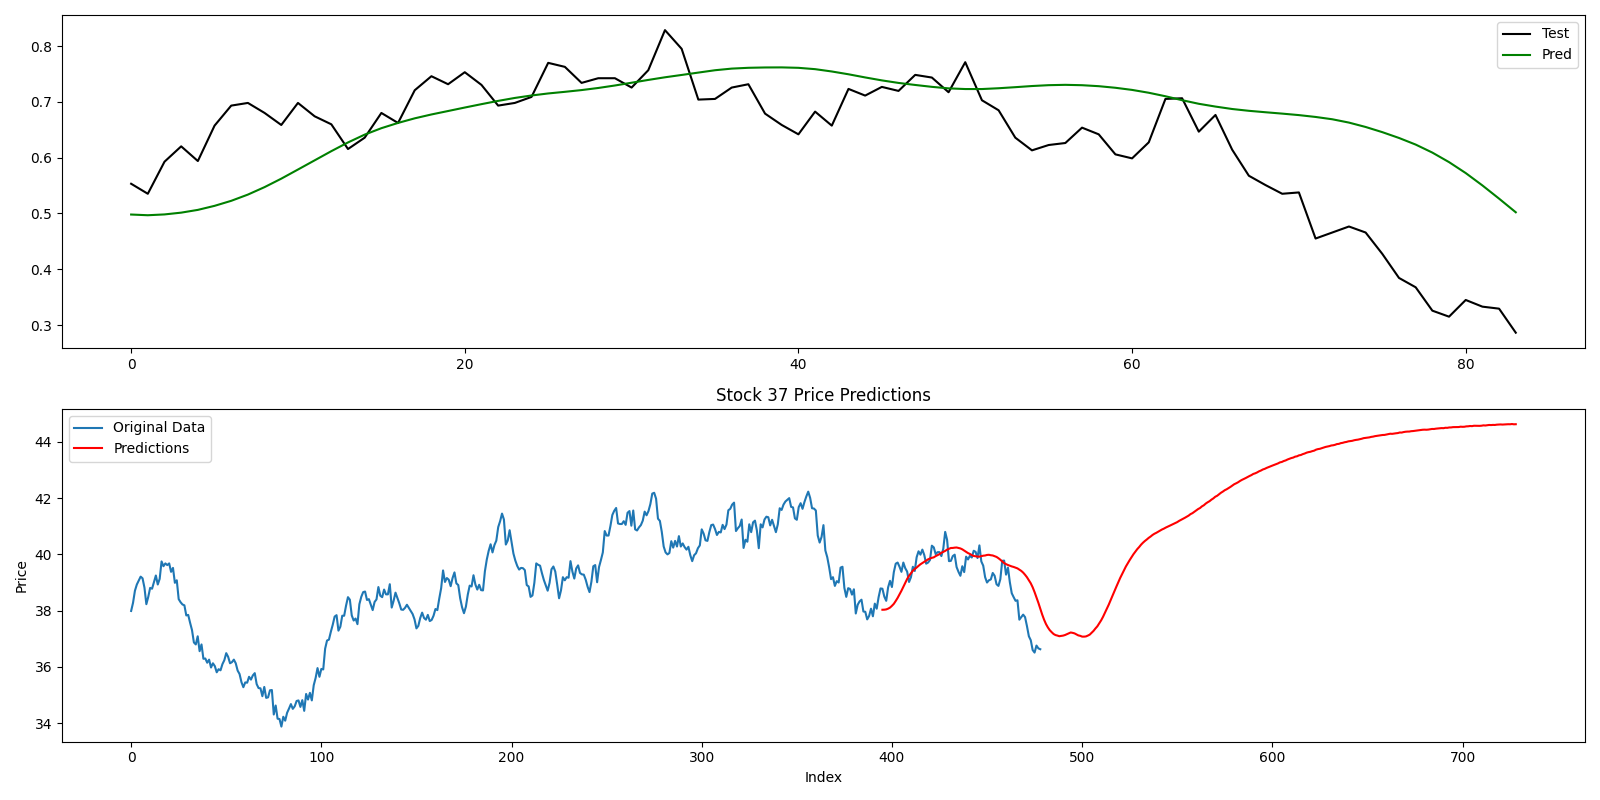 0.8
0.7
0.6
0.5
0.4
0.3
Test
Pred
0 20 40 60 80
Stock 37 Price Predictions
Original Data
Predictions
Price
44
42
40
38
36
34
0 100 200 300 400 500 600 700
Index